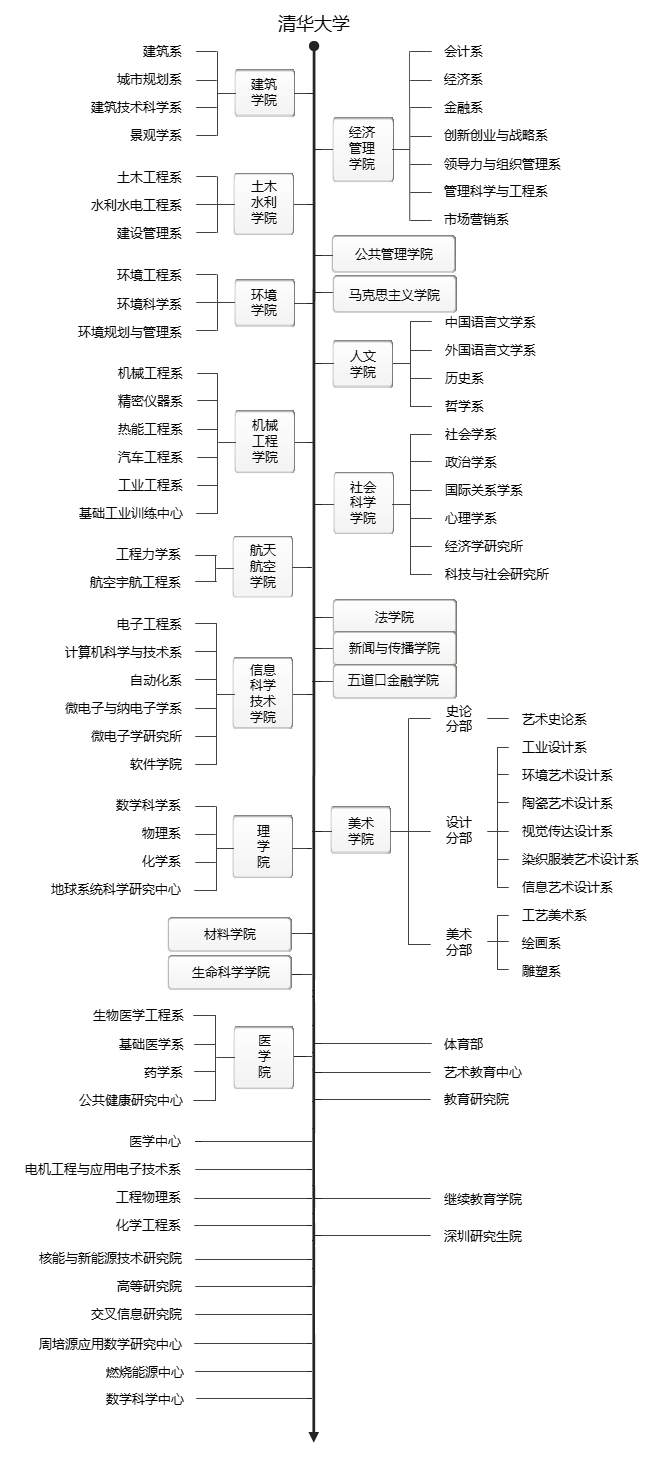 清华大学
建筑系
城市规划系
建筑技术科学系
景观学系
建筑
学院
土木工程系
水利水电工程系
建设管理系
土木
水利
学院
环境工程系
环境科学系
环境规划与管理系
环境
学院
机械工程系
精密仪器系
热能工程系
汽车工程系
工业工程系
基础工业训练中心
机械
工程
学院
工程力学系
航空宇航工程系
航天
航空
学院
电子工程系
计算机科学与技术系
自动化系
微电子与纳电子学系
微电子学研究所
软件学院
信息
科学
技术
学院
数学科学系
物理系
化学系
地球系统科学研究中心
理
学
院
材料学院
生命科学学院
生物医学工程系
基础医学系
药学系
公共健康研究中心
医
学
院
医学中心
电机工程与应用电子技术系
工程物理系
化学工程系
核能与新能源技术研究院
高等研究院
交叉信息研究院
周培源应用数学研究中心
燃烧能源中心
数学科学中心
经济
管理
学院
会计系
经济系
金融系
创新创业与战略系
领导力与组织管理系
管理科学与工程系
市场营销系
公共管理学院
马克思主义学院
人文
学院
中国语言文学系
外国语言文学系
历史系
哲学系
社会
科学
学院
社会学系
政治学系
国际关系学系
心理学系
经济学研究所
科技与社会研究所
法学院
新闻与传播学院
五道口金融学院
美术
学院
史论
分部
艺术史论系
设计
分部
工业设计系
环境艺术设计系
陶瓷艺术设计系
视觉传达设计系
染织服装艺术设计系
信息艺术设计系
美术
分部
工艺美术系
绘画系
雕塑系
体育部
艺术教育中心
教育研究院
继续教育学院
深圳研究生院